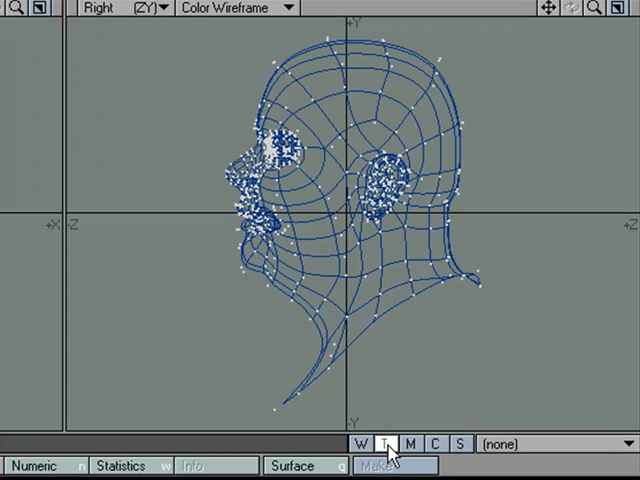 Right (ZY) Color Wireframe
+Y
+X -Z +Z
-Y
W T M C S (none)
Numeric n Statistics w Info Surface q Make